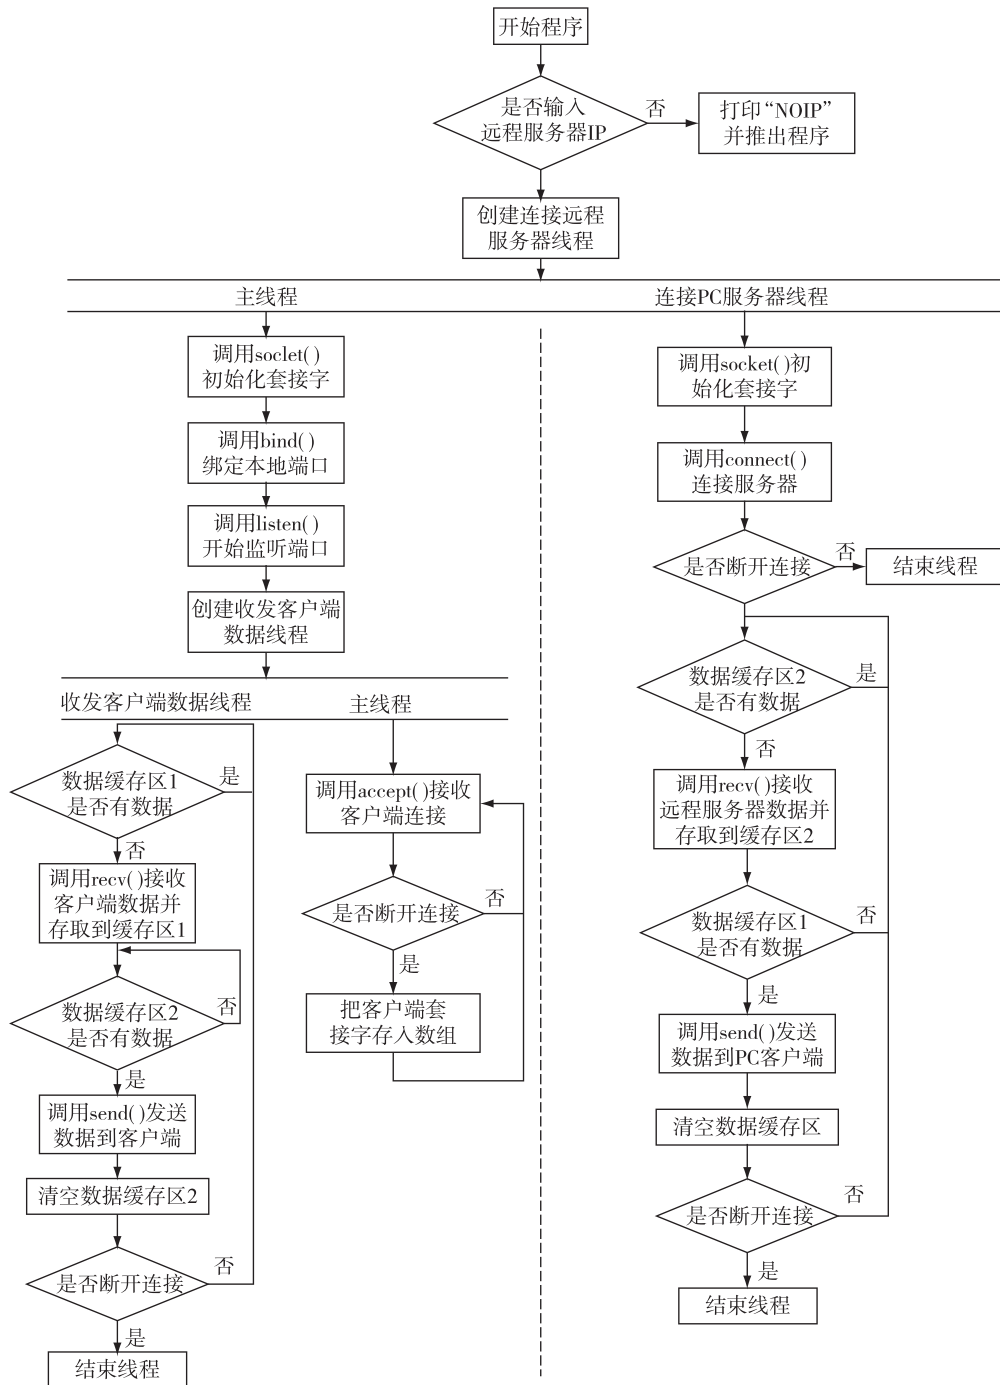 开始程序
是否输入
远程服务器IP
否
打印“NOIP”
并推出程序
创建连接远程
服务器线程
主线程
连接PC服务器线程
调用soclet()
初始化套接字
调用bind()
绑定本地端口
调用listen()
开始监听端口
创建收发客户端
数据线程
收发客户端数据线程
主线程
数据缓存区1
是否有数据
是
否
调用recv()接收
客户端数据并
存取到缓存区1
数据缓存区2
是否有数据
否
是
调用send()发送
数据到客户端
清空数据缓存区2
是否断开连接
否
是
结束线程
调用accept()接收
客户端连接
是否断开连接
否
是
把客户端套
接字存入数组
调用socket()初
始化套接字
调用connect()
连接服务器
是否断开连接
否
结束线程
数据缓存区2
是否有数据
是
否
调用recv()接收
远程服务器数据并
存取到缓存区2
数据缓存区1
是否有数据
否
是
调用send()发送
数据到PC客户端
清空数据缓存区
是否断开连接
否
是
结束线程